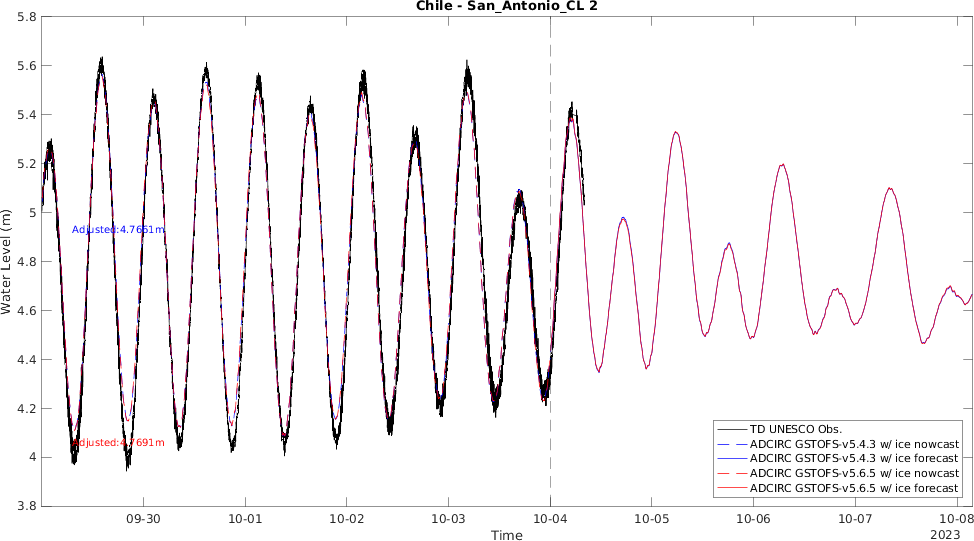 Chile - San_Antonio_CL 2
5.8
5.6
5.4
5.2
5
4.8
4.6
4.4
4.2
4
3.8
Water Level (m)
Adjusted:4.7661m
Adjusted:4.7691m
TD UNESCO Obs.
ADCIRC GSTOFS-v5.4.3 w/ ice nowcast
ADCIRC GSTOFS-v5.4.3 w/ ice forecast
ADCIRC GSTOFS-v5.6.5 w/ ice nowcast
ADCIRC GSTOFS-v5.6.5 w/ ice forecast
09-30 10-01 10-02 10-03 10-04 10-05 10-06 10-07 10-08
Time
2023